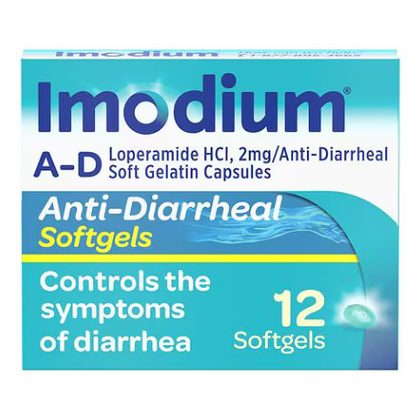 Imodium®
A-D Loperamide HCl, 2mg/Anti-Diarrheal
Soft Gelatin Capsules
Anti-Diarrheal
Softgels
Controls the
symptoms
of diarrhea
12
Softgels